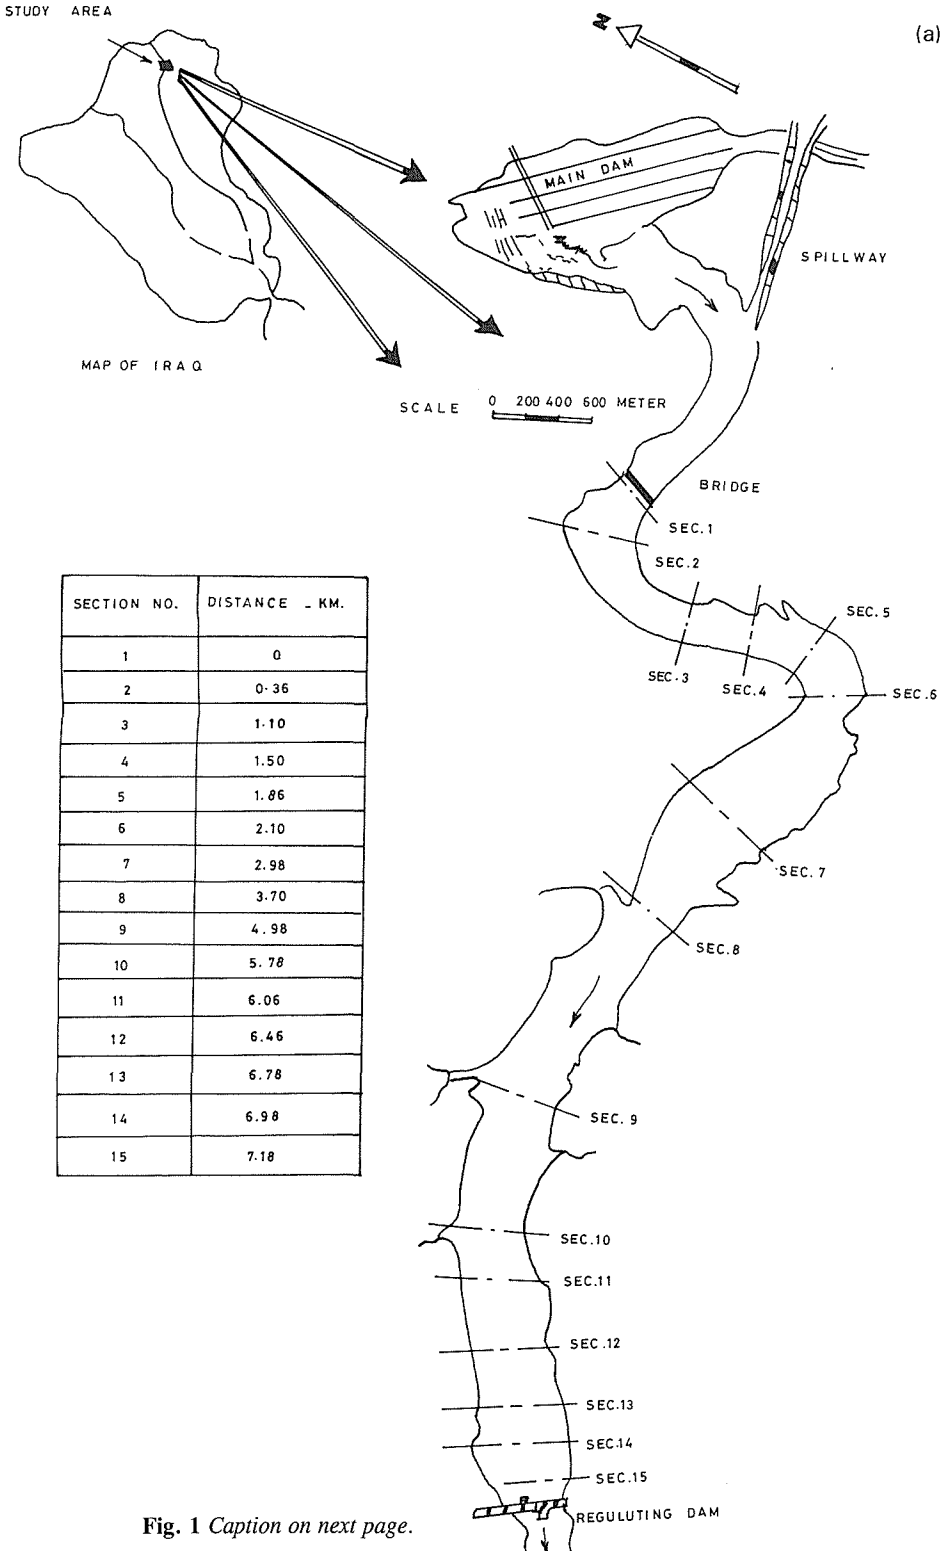 STUDY AREA
N
(a)
MAIN DAM
SPILLWAY
MAP OF IRAQ
SCALE 0 200 400 600 METER
BRIDGE
SEC.1
SEC.2
SEC.3
SEC.4
SEC.5
SEC.6
SEC.7
SEC.8
SEC.9
SEC.10
SEC.11
SEC.12
SEC.13
SEC.14
SEC.15
REGULUTING DAM
SECTION NO. DISTANCE - KM.
1 0
2 0.36
3 1.10
4 1.50
5 1.86
6 2.10
7 2.98
8 3.70
9 4.98
10 5.78
11 6.06
12 6.46
13 6.78
14 6.98
15 7.18
Fig. 1 Caption on next page.